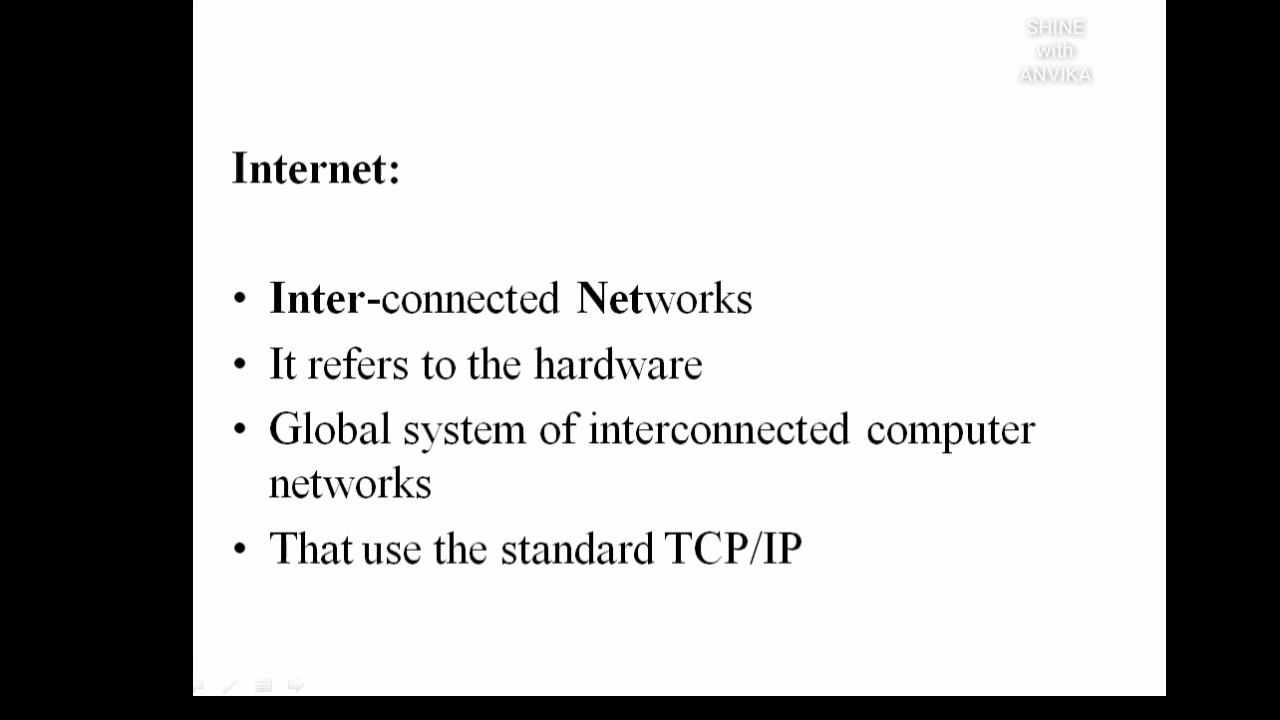 SHINE
with
ANVIKA
Internet:
• Inter-connected Networks
• It refers to the hardware
• Global system of interconnected computer
networks
• That use the standard TCP/IP